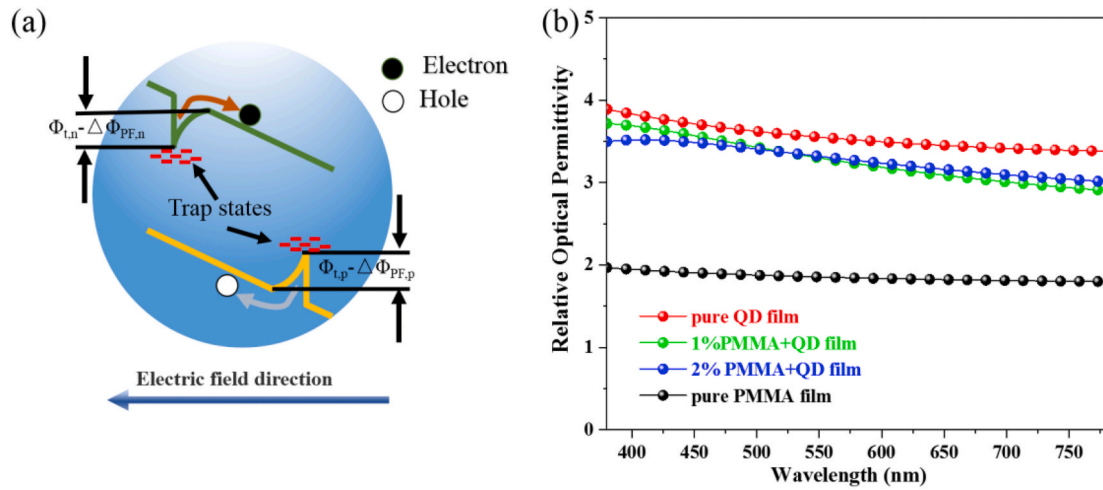 (a)
Electron
Hole
Φt,n-△ΦPF,n
Trap states
Φt,p-△ΦPF,p
Electric field direction
(b)
Relative Optical Permittivity
5
4
3
2
1
0
pure QD film
1%PMMA+QD film
2% PMMA+QD film
pure PMMA film
400 450 500 550 600 650 700 750
Wavelength (nm)